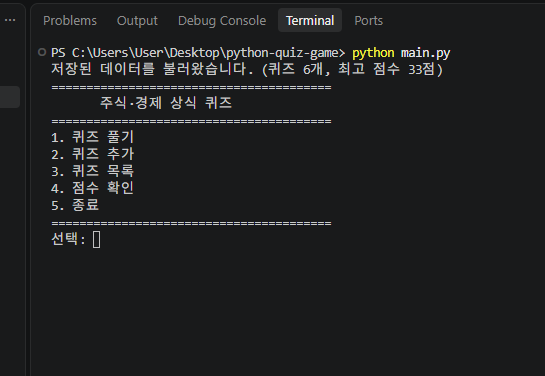 Problems Output Debug Console Terminal Ports
PS C:\Users\User\Desktop\python-quiz-game> python main.py
저장된 데이터를 불러왔습니다. (퀴즈 6개, 최고 점수 33점)
========================================
주식·경제 상식 퀴즈
========================================
1. 퀴즈 풀기
2. 퀴즈 추가
3. 퀴즈 목록
4. 점수 확인
5. 종료
========================================
선택: